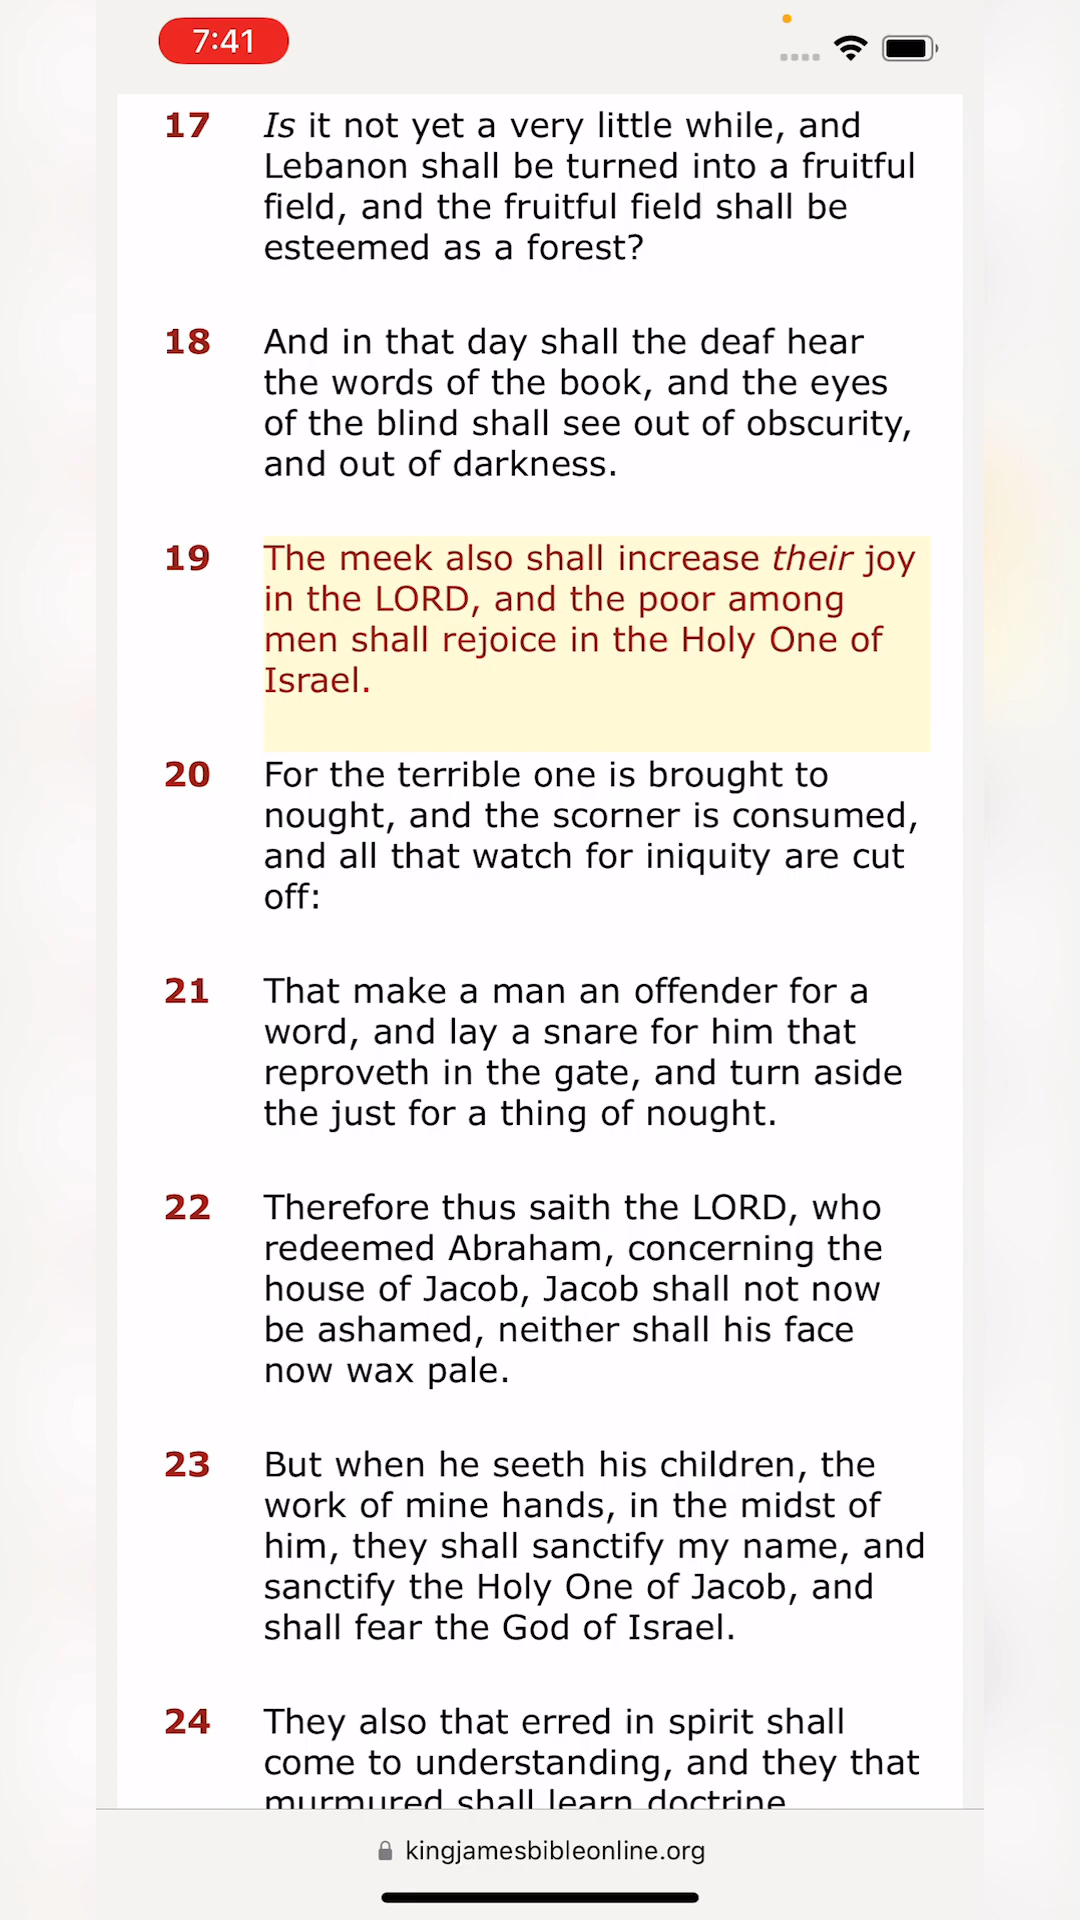 7:41
17 Is it not yet a very little while, and
Lebanon shall be turned into a fruitful
field, and the fruitful field shall be
esteemed as a forest?
18 And in that day shall the deaf hear
the words of the book, and the eyes
of the blind shall see out of obscurity,
and out of darkness.
19 The meek also shall increase their joy
in the LORD, and the poor among
men shall rejoice in the Holy One of
Israel.
20 For the terrible one is brought to
nought, and the scorner is consumed,
and all that watch for iniquity are cut
off:
21 That make a man an offender for a
word, and lay a snare for him that
reproveth in the gate, and turn aside
the just for a thing of nought.
22 Therefore thus saith the LORD, who
redeemed Abraham, concerning the
house of Jacob, Jacob shall not now
be ashamed, neither shall his face
now wax pale.
23 But when he seeth his children, the
work of mine hands, in the midst of
him, they shall sanctify my name, and
sanctify the Holy One of Jacob, and
shall fear the God of Israel.
24 They also that erred in spirit shall
come to understanding, and they that
murmured shall learn doctrine
kingjamesbibleonline.org